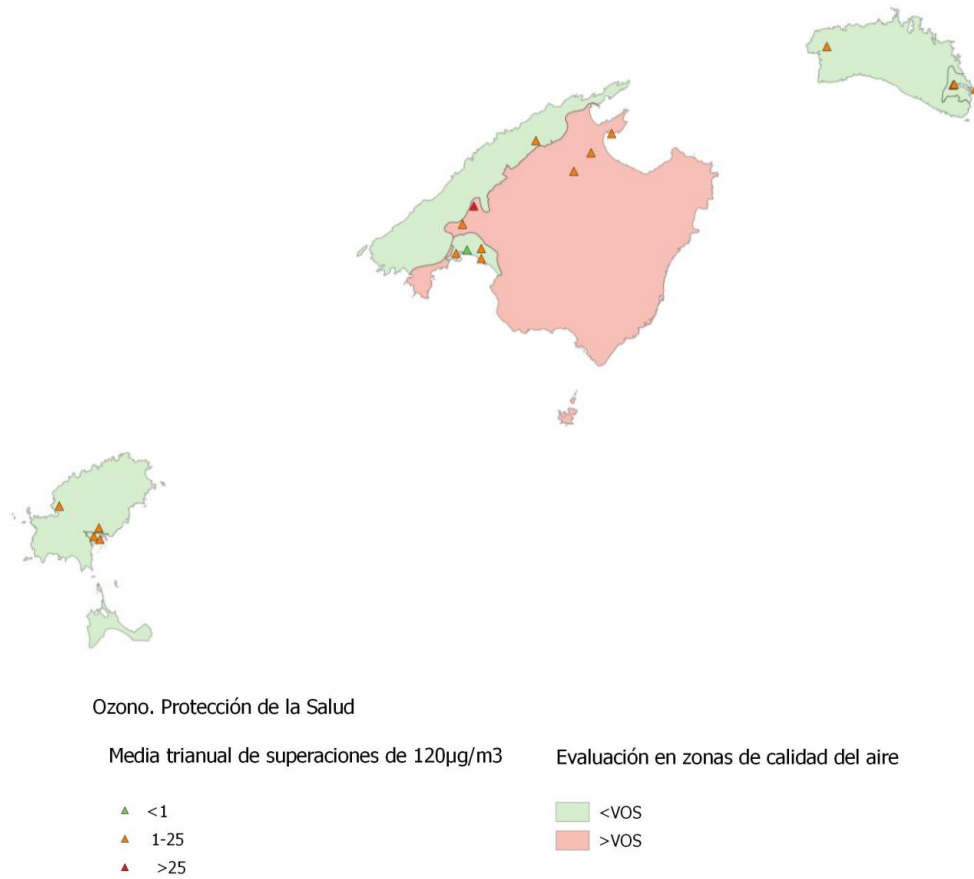 Ozono. Protección de la Salud
Media trianual de superaciones de 120µg/m3
<1
1-25
>25
Evaluación en zonas de calidad del aire
<VOS
>VOS